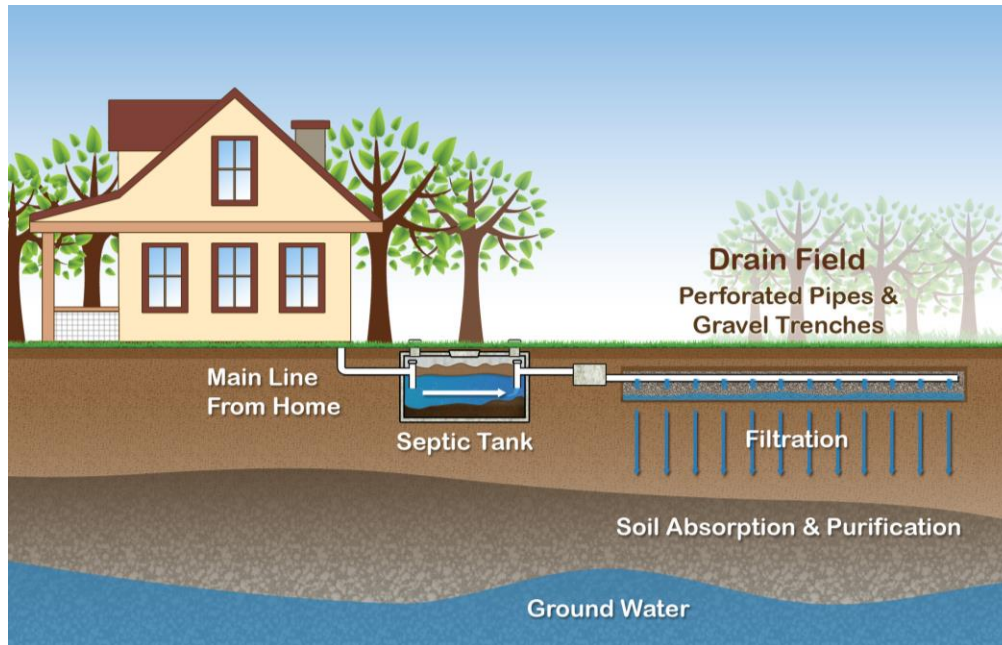 Drain Field
Perforated Pipes &
Gravel Trenches
Main Line
From Home
Septic Tank
Filtration
Soil Absorption & Purification
Ground Water